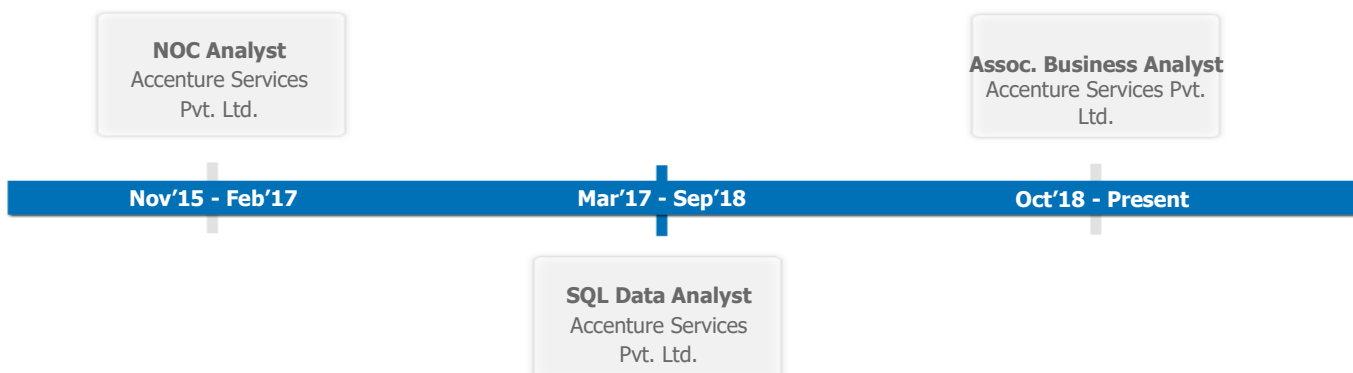 NOC Analyst
Accenture Services
Pvt. Ltd.
Assoc. Business Analyst
Accenture Services Pvt.
Ltd.
Nov’15 - Feb’17
Mar’17 - Sep’18
Oct’18 - Present
SQL Data Analyst
Accenture Services
Pvt. Ltd.